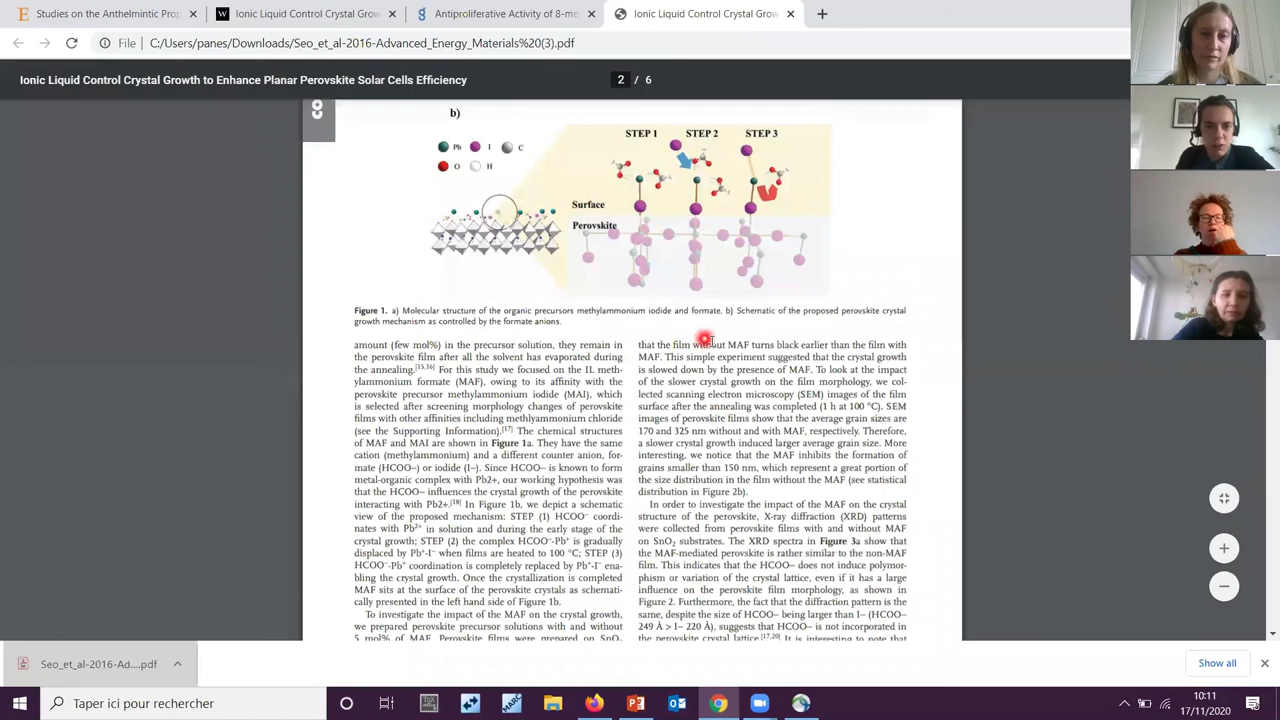 Studies on the Anthelmintic Prop
Ionic Liquid Control Crystal Grow
Antiproliferative Activity of 8-me
Ionic Liquid Control Crystal Grow
File
C:/Users/panes/Downloads/Seo_et_al-2016-Advanced_Energy_Materials%20(3).pdf
Ionic Liquid Control Crystal Growth to Enhance Planar Perovskite Solar Cells Efficiency
2 / 6
b)
STEP 1 STEP 2 STEP 3
Pb I C
O H
Surface
Perovskite
Figure 1. a) Molecular structure of the organic precursors methylammonium iodide and formate. b) Schematic of the proposed perovskite crystal
growth mechanism as controlled by the formate anions.
amount (few mol%) in the precursor solution, they remain in
the perovskite film after all the solvent has evaporated during
the annealing.[15,16] For this study we focused on the IL meth-
ylammonium formate (MAF), owing to its affinity with the
perovskite precursor methylammonium iodide (MAI), which
is selected after screening morphology changes of perovskite
films with other affinities including methlyammonium chloride
(see the Supporting Information).[17] The chemical structures
of MAF and MAI are shown in Figure 1a. They have the same
cation (methylammonium) and a different counter anion, for-
mate (HCOO−) or iodide (I−). Since HCOO− is known to form
metal-organic complex with Pb2+, our working hypothesis was
that the HCOO− influences the crystal growth of the perovskite
interacting with Pb2+.[18] In Figure 1b, we depict a schematic
view of the proposed mechanism: STEP (1) HCOO− coordi-
nates with Pb2+ in solution and during the early stage of the
crystal growth; STEP (2) the complex HCOO−-Pb+ is gradually
displaced by Pb+-I− when films are heated to 100 °C; STEP (3)
HCOO−-Pb+ coordination is completely replaced by Pb+-I− ena-
bling the crystal growth. Once the crystallization is completed
MAF sits at the surface of the perovskite crystals as schemati-
cally presented in the left hand side of Figure 1b.
To investigate the impact of the MAF on the crystal growth,
we prepared perovskite precursor solutions with and without
5 mol% of MAF. Perovskite films were prepared on SnO2
that the film without MAF turns black earlier than the film with
MAF. This simple experiment suggested that the crystal growth
is slowed down by the presence of MAF. To look at the impact
of the slower crystal growth on the film morphology, we col-
lected scanning electron microscopy (SEM) images of the film
surface after the annealing was completed (1 h at 100 °C). SEM
images of perovskite films show that the average grain sizes are
170 and 325 nm without and with MAF, respectively. Therefore,
a slower crystal growth induced larger average grain size. More
interesting, we notice that the MAF inhibits the formation of
grains smaller than 150 nm, which represent a great portion of
the size distribution in the film without the MAF (see statistical
distribution in Figure 2b).
In order to investigate the impact of the MAF on the crystal
structure of the perovskite, X-ray diffraction (XRD) patterns
were collected from perovskite films with and without MAF
on SnO2 substrates. The XRD spectra in Figure 3a show that
the MAF-mediated perovskite is rather similar to the non-MAF
film. This indicates that the HCOO− does not induce polymor-
phism or variation of the crystal lattice, even if it has a large
influence on the perovskite film morphology, as shown in
Figure 2. Furthermore, the fact that the diffraction pattern is the
same, despite the size of HCOO− being larger than I− (HCOO−
249 Å > I− 220 Å), suggests that HCOO− is not incorporated in
the perovskite crystal lattice.[17,20] It is interesting to note that
Seo_et_al-2016-Ad....pdf
Show all
Taper ici pour rechercher
10:11
17/11/2020